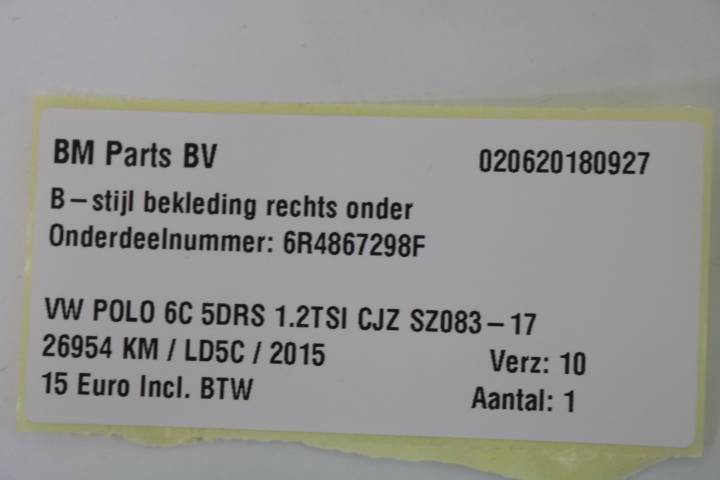 BM Parts BV 020620180927
B-stijl bekleding rechts onder
Onderdeelnummer: 6R4867298F
VW POLO 6C 5DRS 1.2TSI CJZ SZ083-17
26954 KM / LD5C / 2015 Verz: 10
15 Euro Incl. BTW Aantal: 1